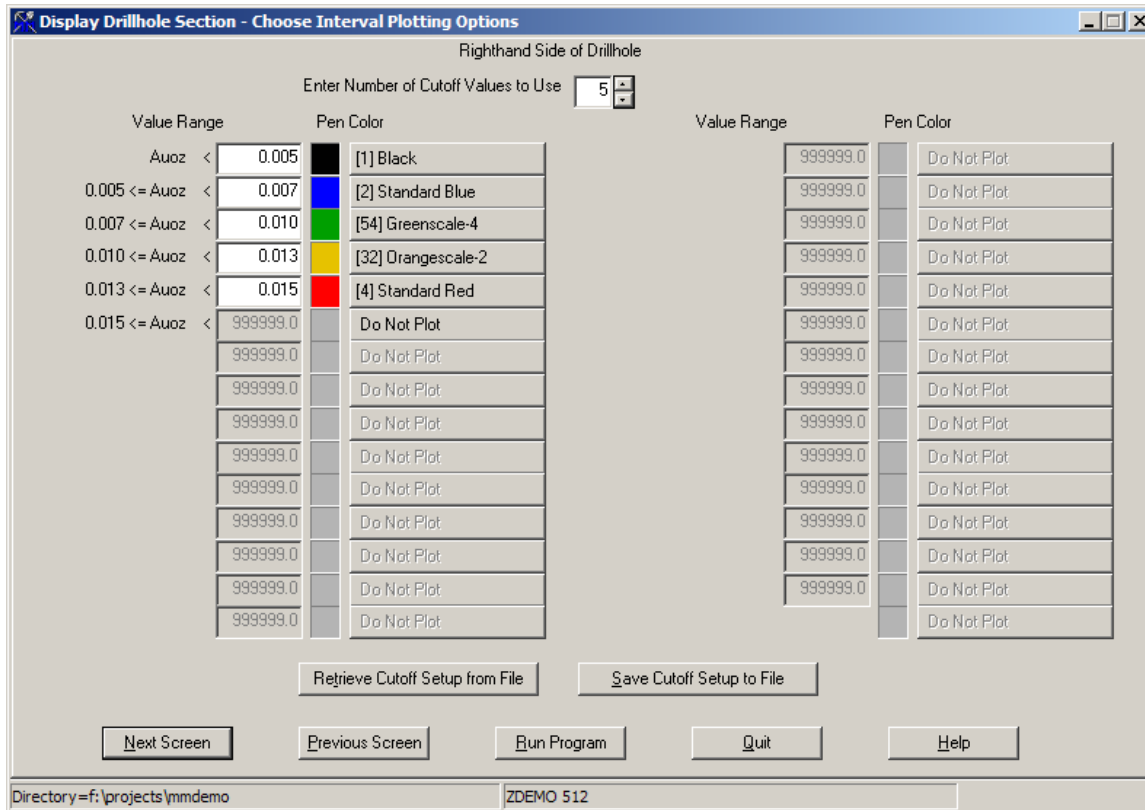 Display Drillhole Section - Choose Interval Plotting Options
Righthand Side of Drillhole
Enter Number of Cutoff Values to Use 5
Value Range Pen Color Value Range Pen Color
Auoz < 0.005 [1] Black 999999.0 Do Not Plot
0.005 <= Auoz < 0.007 [2] Standard Blue 999999.0 Do Not Plot
0.007 <= Auoz < 0.010 [54] Greenscale-4 999999.0 Do Not Plot
0.010 <= Auoz < 0.013 [32] Orangescale-2 999999.0 Do Not Plot
0.013 <= Auoz < 0.015 [4] Standard Red 999999.0 Do Not Plot
0.015 <= Auoz < 999999.0 Do Not Plot 999999.0 Do Not Plot
999999.0 Do Not Plot 999999.0 Do Not Plot
999999.0 Do Not Plot 999999.0 Do Not Plot
999999.0 Do Not Plot 999999.0 Do Not Plot
999999.0 Do Not Plot 999999.0 Do Not Plot
999999.0 Do Not Plot 999999.0 Do Not Plot
999999.0 Do Not Plot 999999.0 Do Not Plot
999999.0 Do Not Plot 999999.0 Do Not Plot
999999.0 Do Not Plot 999999.0 Do Not Plot
999999.0 Do Not Plot Do Not Plot
Retrieve Cutoff Setup from File Save Cutoff Setup to File
Next Screen Previous Screen Run Program Quit Help
Directory=f:\projects\mmdemo ZDEMO 512